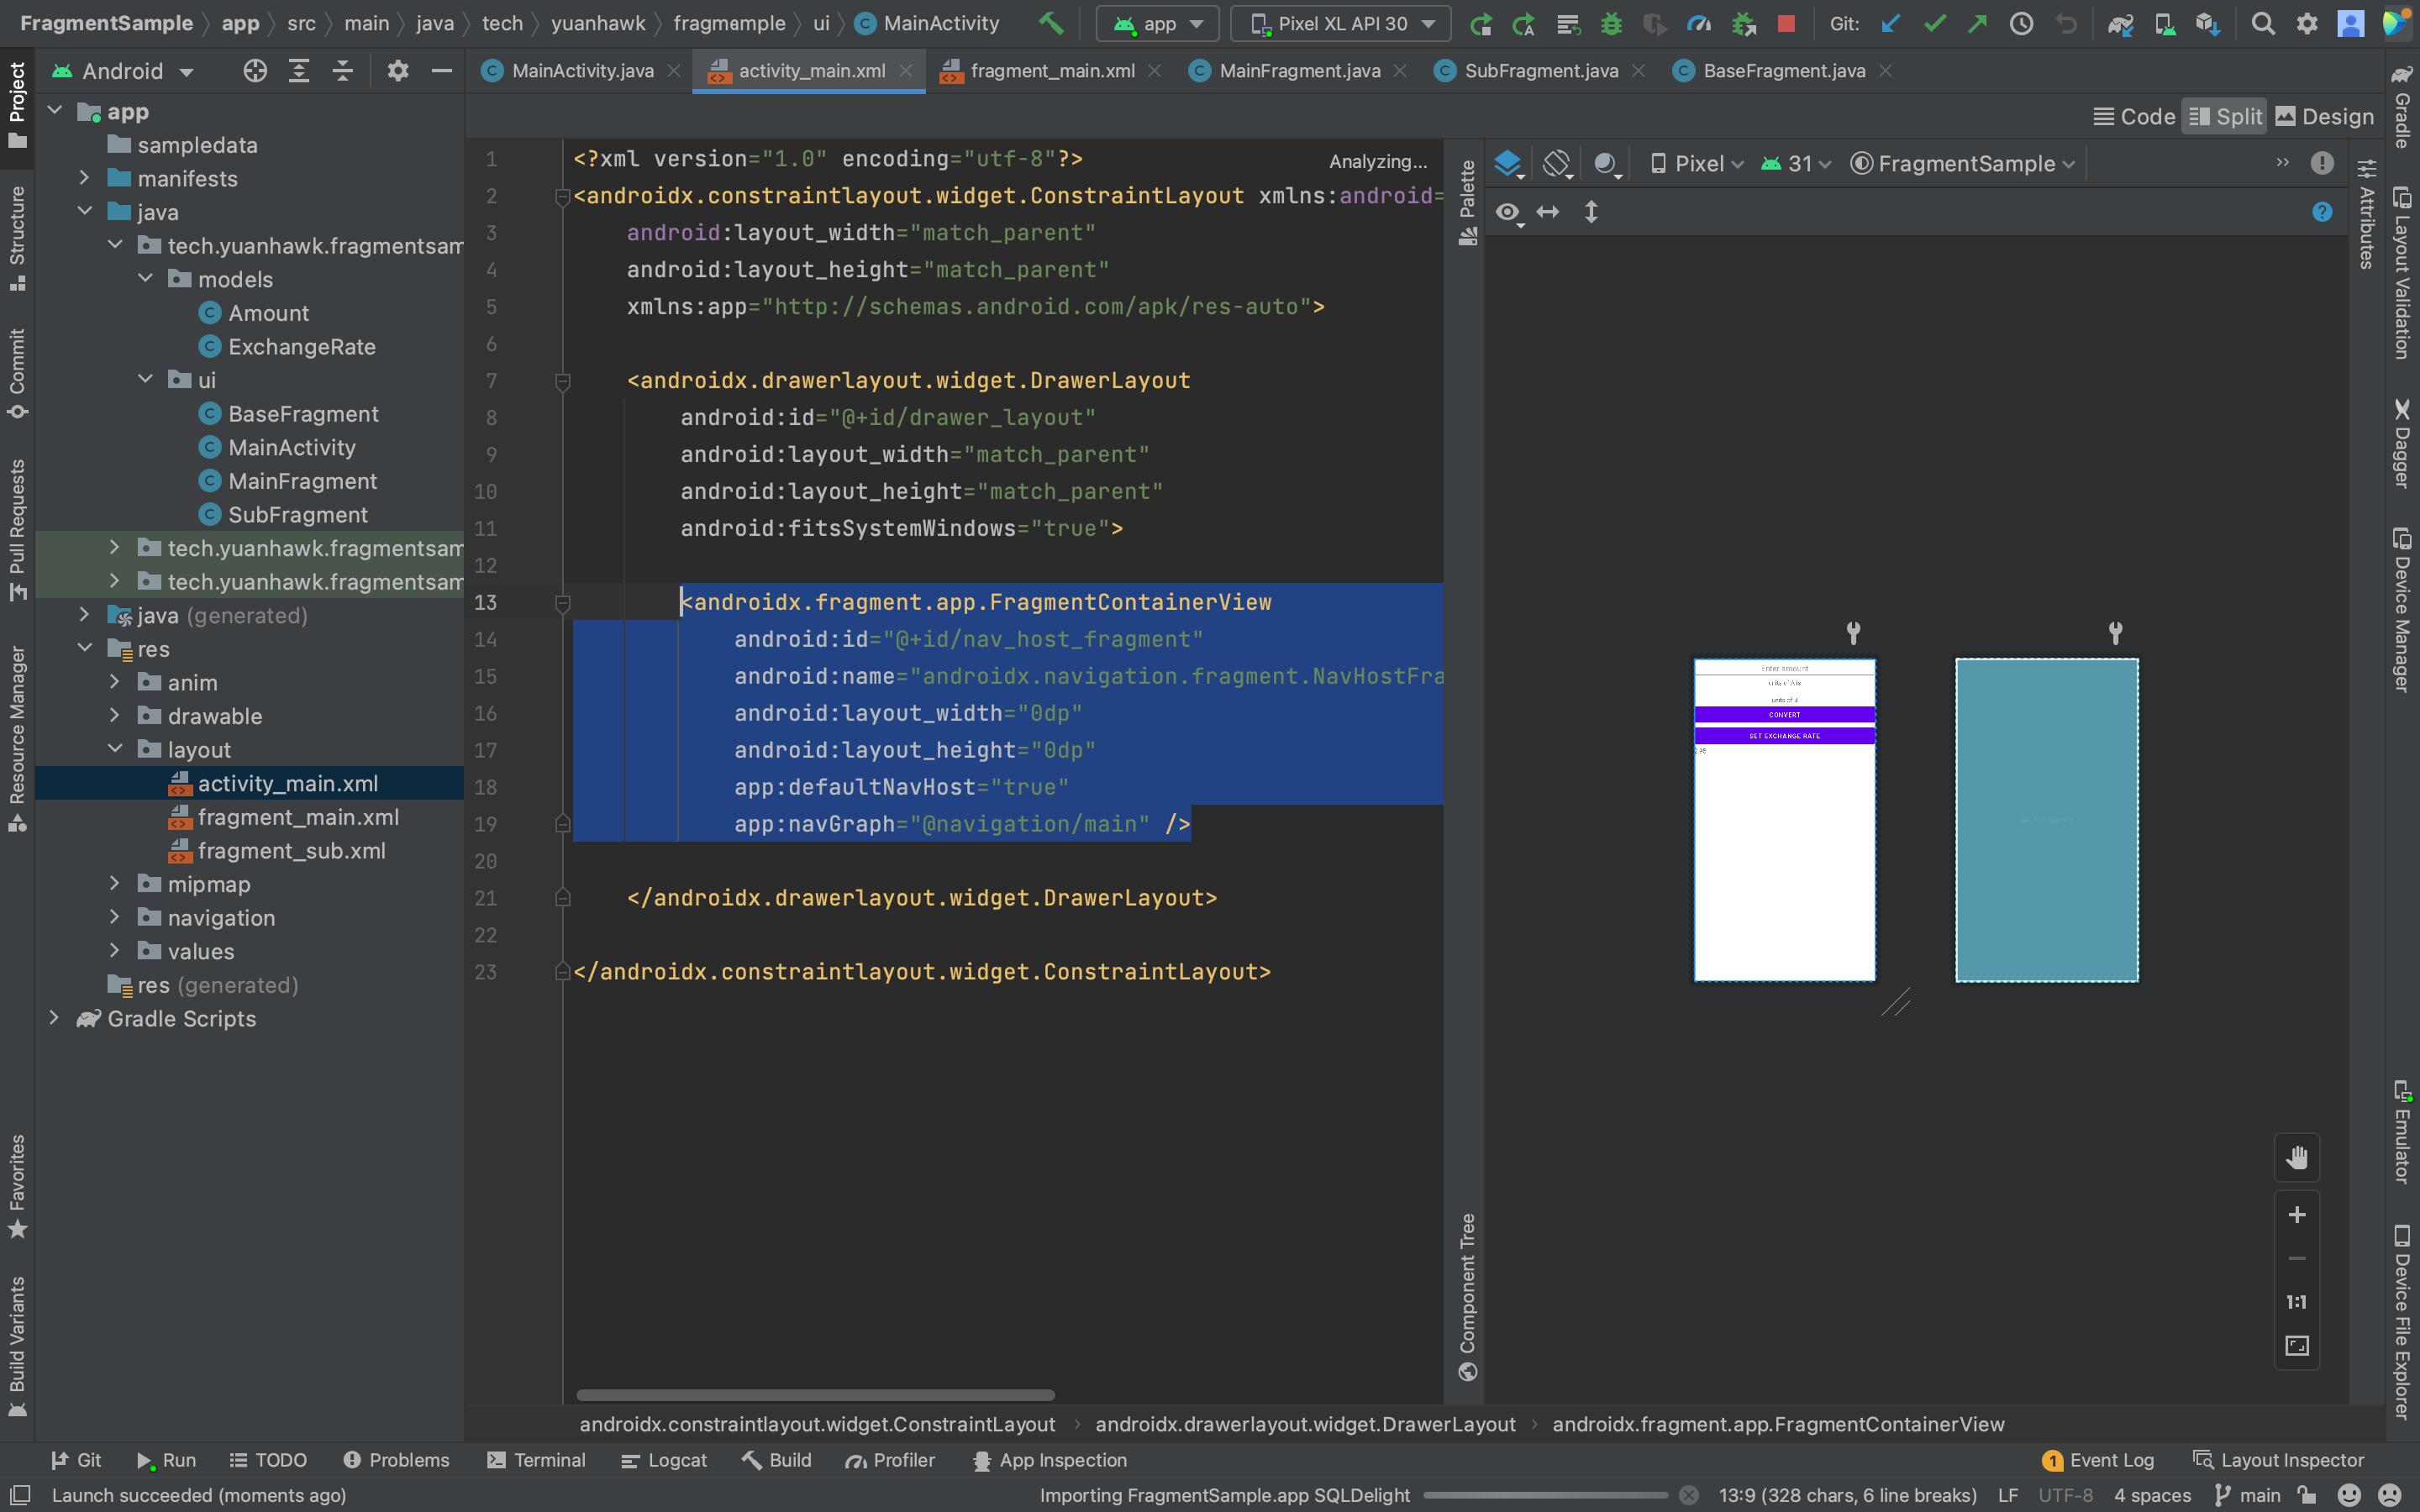 FragmentSample app src main java tech yuanhawk ui MainActivity
app Pixel XL API 30 Git:
Android
MainActivity.java activity_main.xml fragment_main.xml MainFragment.java SubFragment.java BaseFragment.java
Code Split Design
Project
Structure
Commit
Pull Requests
Resource Manager
Favorites
Build Variants
app
sampledata
manifests
java
tech.yuanhawk.fragmentsam
models
Amount
ExchangeRate
ui
BaseFragment
MainActivity
MainFragment
SubFragment
tech.yuanhawk.fragmentsam
tech.yuanhawk.fragmentsam
java (generated)
res
anim
drawable
layout
activity_main.xml
fragment_main.xml
fragment_sub.xml
mipmap
navigation
values
res (generated)
Gradle Scripts
Analyzing...
1 <?xml version="1.0" encoding="utf-8"?>
2 <androidx.constraintlayout.widget.ConstraintLayout xmlns:android=
3 android:layout_width="match_parent"
4 android:layout_height="match_parent"
5 xmlns:app="http://schemas.android.com/apk/res-auto">
6
7 <androidx.drawerlayout.widget.DrawerLayout
8 android:id="@+id/drawer_layout"
9 android:layout_width="match_parent"
10 android:layout_height="match_parent"
11 android:fitsSystemWindows="true">
12
13 <androidx.fragment.app.FragmentContainerView
14 android:id="@+id/nav_host_fragment"
15 android:name="androidx.navigation.fragment.NavHostFra
16 android:layout_width="0dp"
17 android:layout_height="0dp"
18 app:defaultNavHost="true"
19 app:navGraph="@navigation/main" />
20
21 </androidx.drawerlayout.widget.DrawerLayout>
22
23 </androidx.constraintlayout.widget.ConstraintLayout>
Palette
Component Tree
Pixel 31 FragmentSample
Enter amount
CONVERT
SET EXCHANGE RATE
1:1
Attributes
Gradle
Layout Validation
Dagger
Device Manager
Emulator
Device File Explorer
androidx.constraintlayout.widget.ConstraintLayout androidx.drawerlayout.widget.DrawerLayout androidx.fragment.app.FragmentContainerView
Git Run TODO Problems Terminal Logcat Build Profiler App Inspection 1 Event Log Layout Inspector
Launch succeeded (moments ago) Importing FragmentSample.app SQLDelight 13:9 (328 chars, 6 line breaks) LF UTF-8 4 spaces main